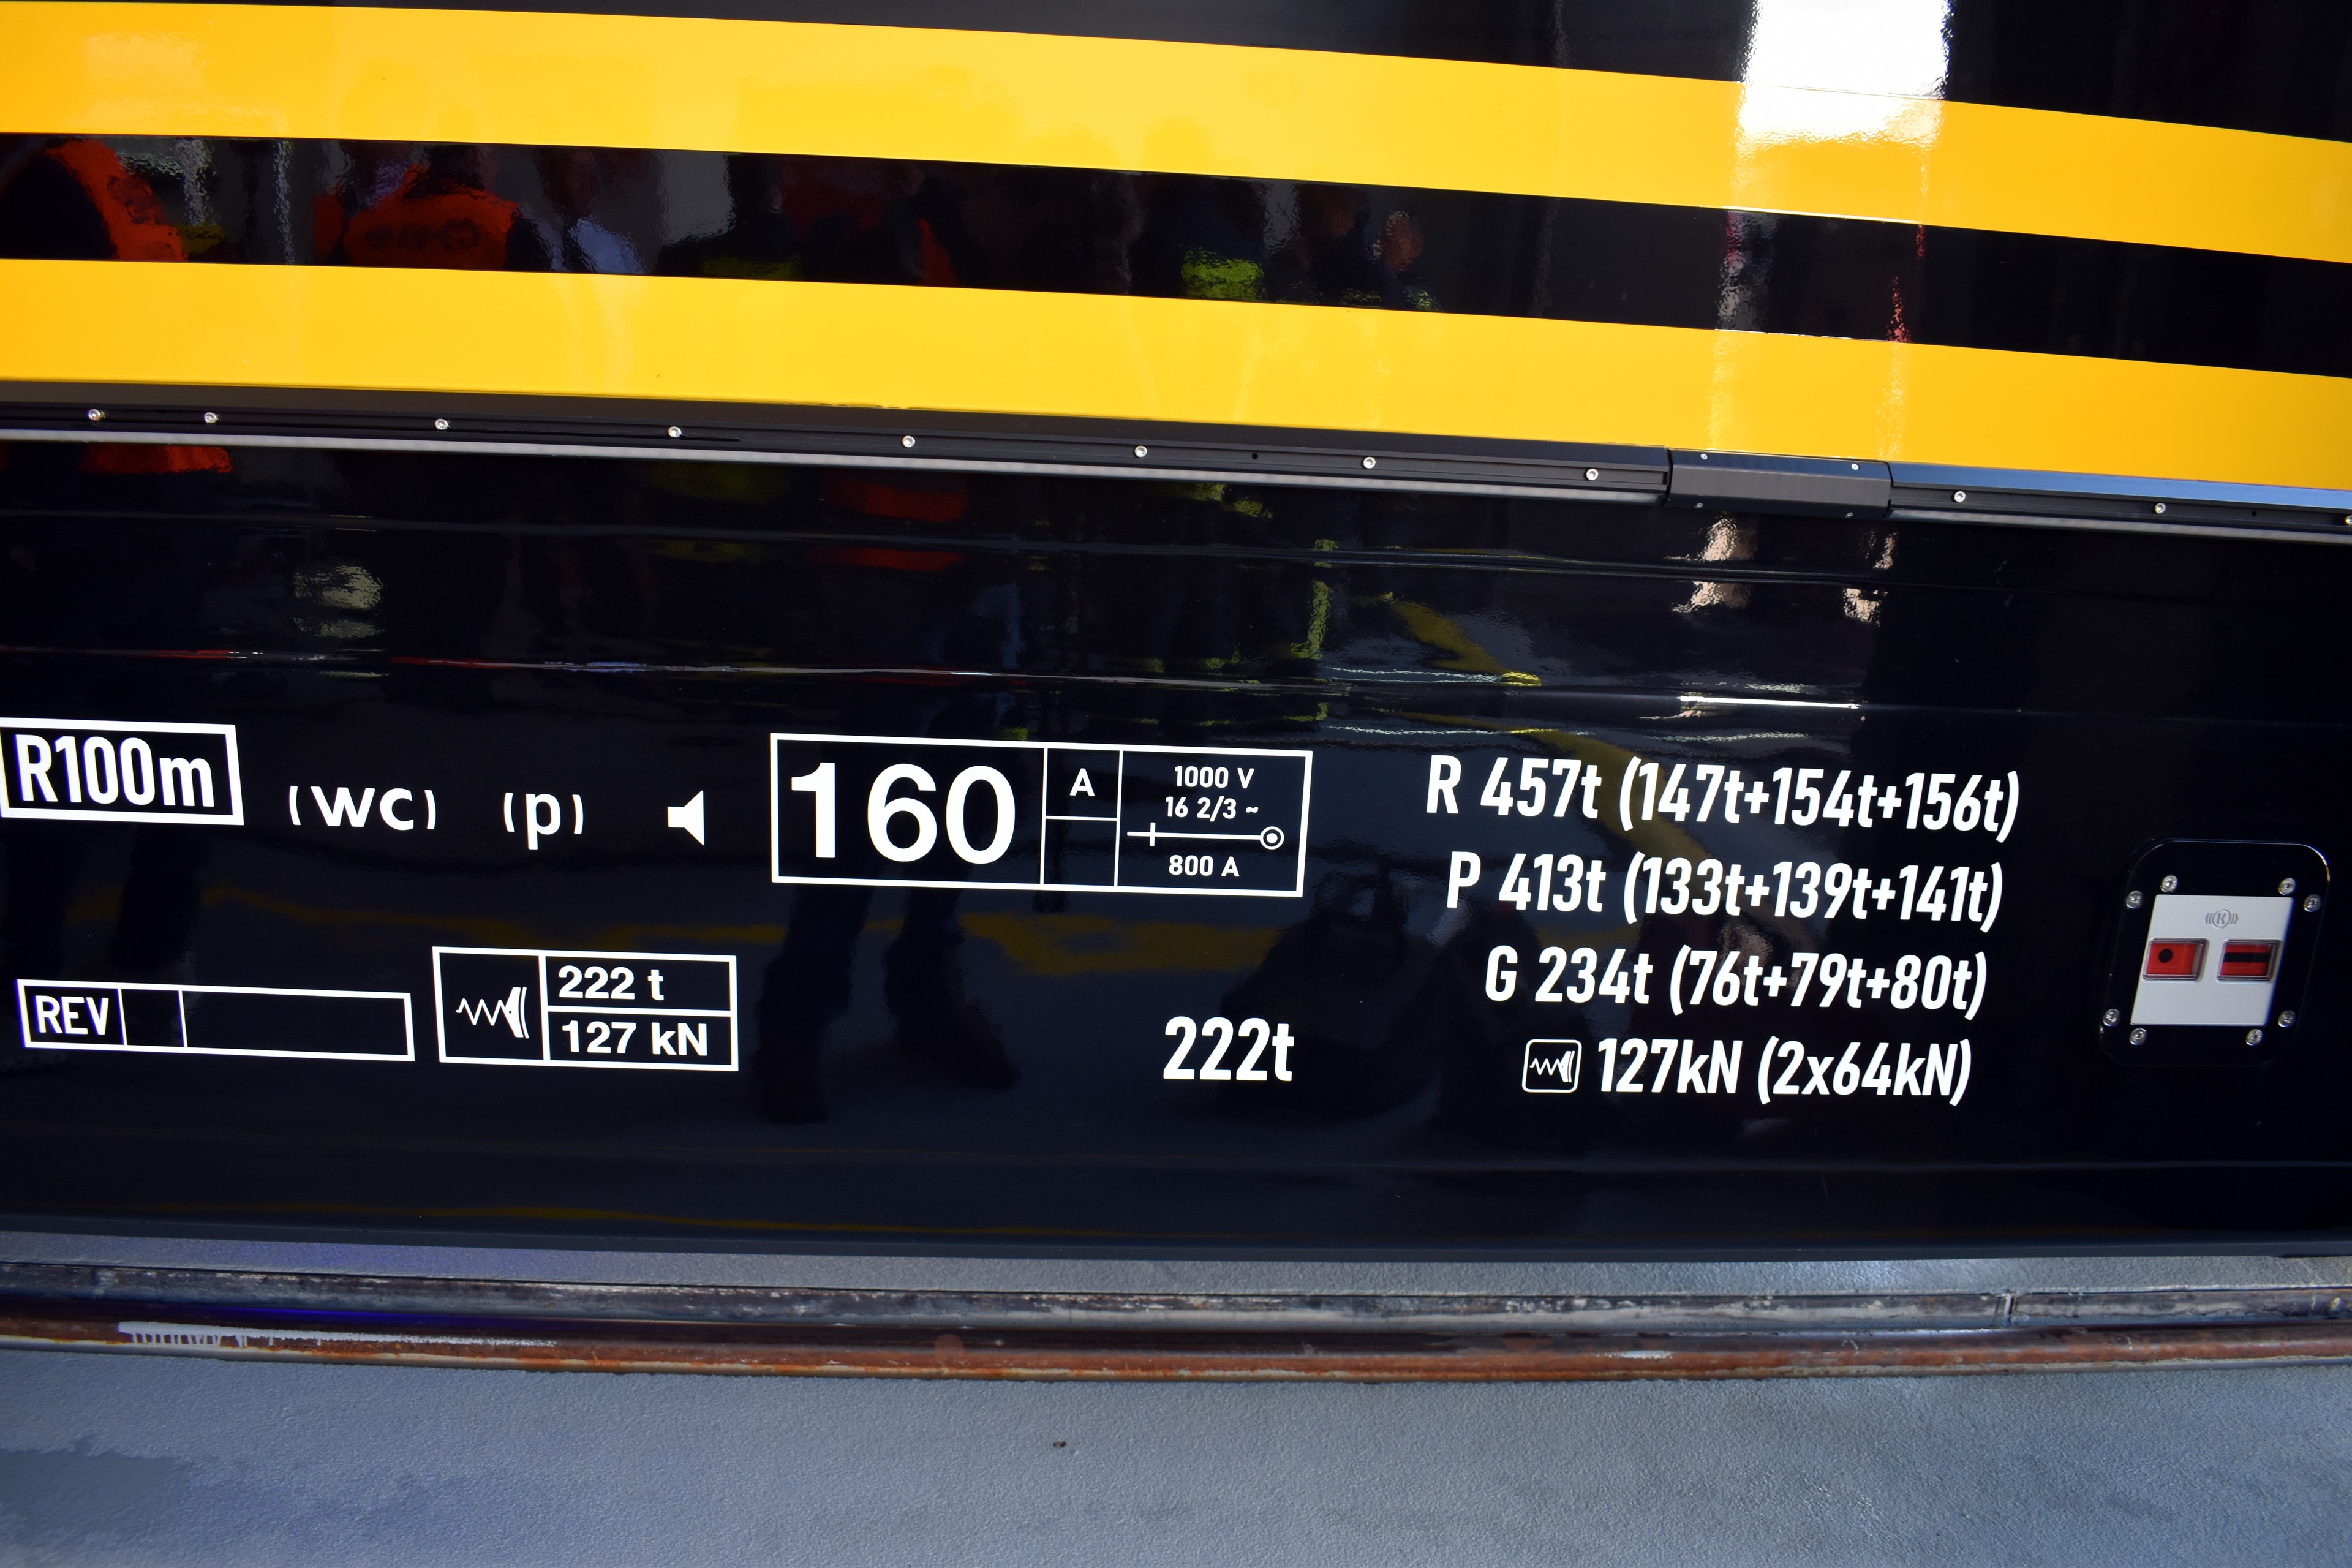 R100m
(WC) (p)
160
A
1000 V
16 2/3 ~
800 A
R 457t (147t+154t+156t)
P 413t (133t+139t+141t)
G 234t (76t+79t+80t)
127kN (2x64kN)
REV
222 t
127 kN
222t
((K))